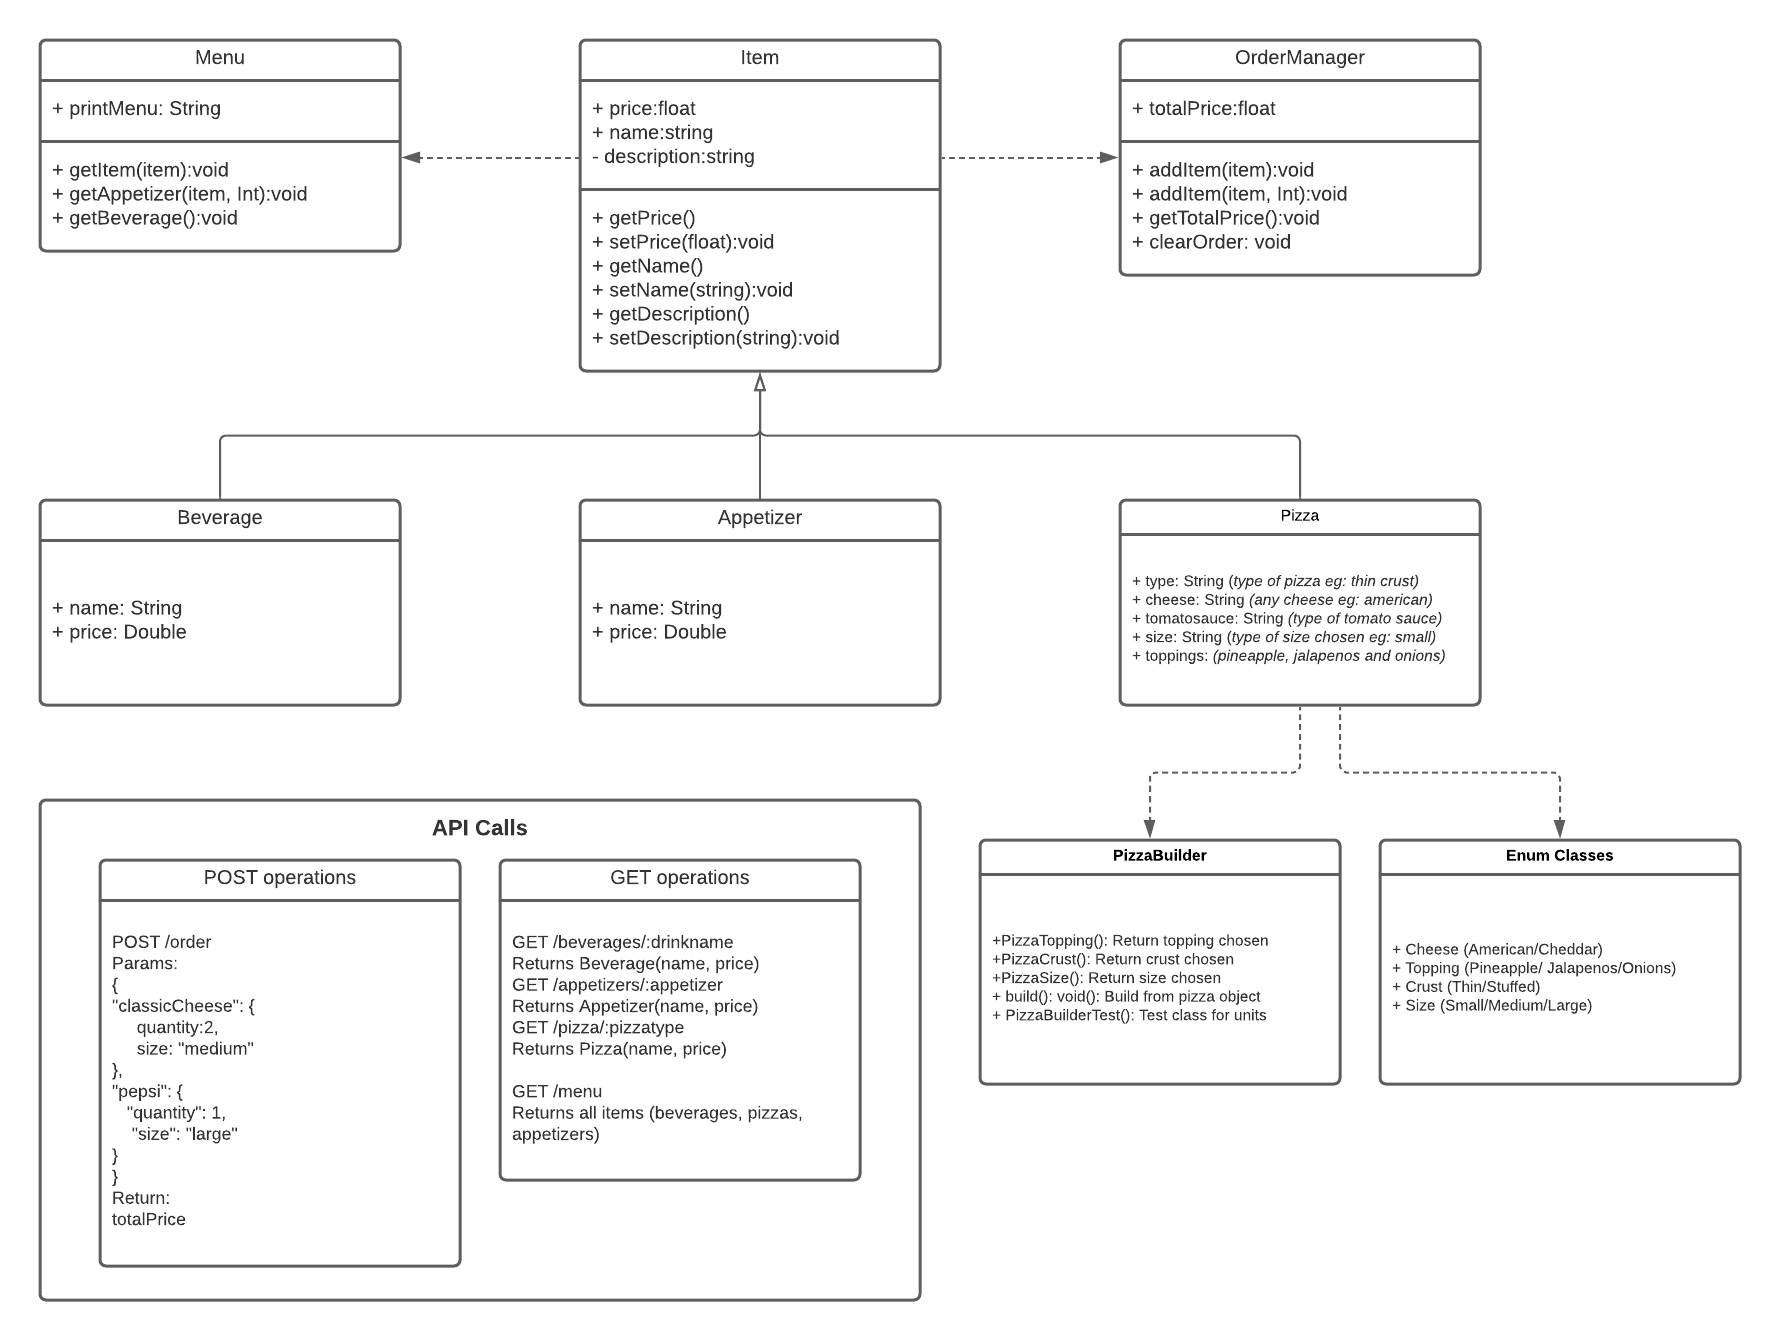 Menu
+ printMenu: String
+ getItem(item):void
+ getAppetizer(item, Int):void
+ getBeverage():void
Item
+ price:float
+ name:string
- description:string
+ getPrice()
+ setPrice(float):void
+ getName()
+ setName(string):void
+ getDescription()
+ setDescription(string):void
OrderManager
+ totalPrice:float
+ addItem(item):void
+ addItem(item, Int):void
+ getTotalPrice():void
+ clearOrder: void
Beverage
+ name: String
+ price: Double
Appetizer
+ name: String
+ price: Double
Pizza
+ type: String (type of pizza eg: thin crust)
+ cheese: String (any cheese eg: american)
+ tomatosauce: String (type of tomato sauce)
+ size: String (type of size chosen eg: small)
+ toppings: (pineapple, jalapenos and onions)
API Calls
POST operations
POST /order
Params:
{
"classicCheese": {
quantity:2,
size: "medium"
},
"pepsi": {
"quantity": 1,
"size": "large"
}
}
Return:
totalPrice
GET operations
GET /beverages/:drinkname
Returns Beverage(name, price)
GET /appetizers/:appetizer
Returns Appetizer(name, price)
GET /pizza/:pizzatype
Returns Pizza(name, price)
GET /menu
Returns all items (beverages, pizzas,
appetizers)
PizzaBuilder
+PizzaTopping(): Return topping chosen
+PizzaCrust(): Return crust chosen
+PizzaSize(): Return size chosen
+ build(): void(): Build from pizza object
+ PizzaBuilderTest(): Test class for units
Enum Classes
+ Cheese (American/Cheddar)
+ Topping (Pineapple/ Jalapenos/Onions)
+ Crust (Thin/Stuffed)
+ Size (Small/Medium/Large)